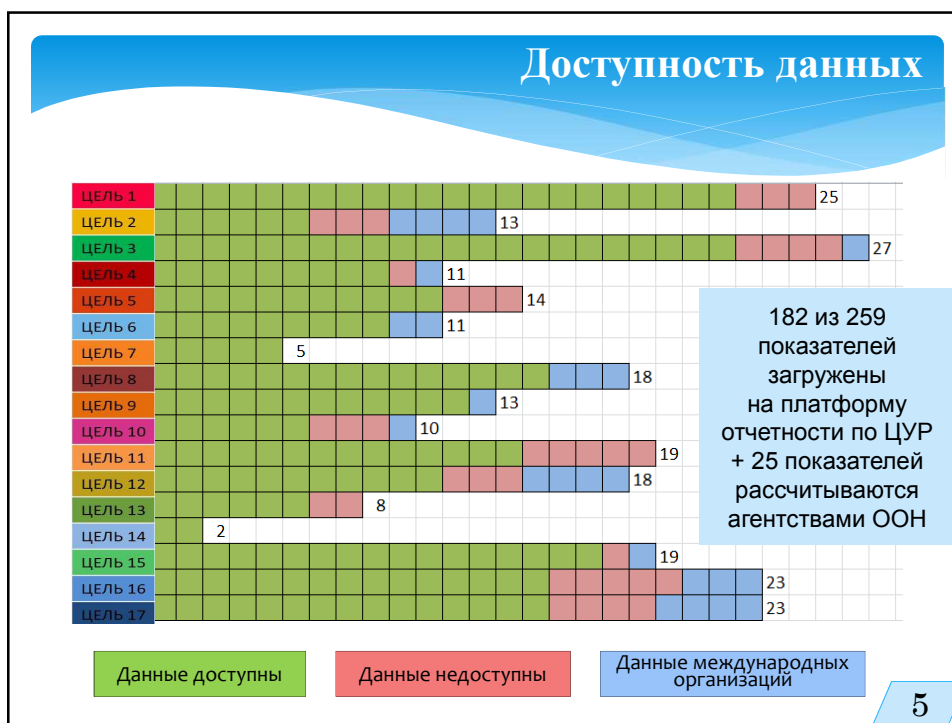 Доступность данных
ЦЕЛЬ 1
25
ЦЕЛЬ 2
13
ЦЕЛЬ 3
27
ЦЕЛЬ 4
11
ЦЕЛЬ 5
14
ЦЕЛЬ 6
11
ЦЕЛЬ 7
5
ЦЕЛЬ 8
18
ЦЕЛЬ 9
13
ЦЕЛЬ 10
10
ЦЕЛЬ 11
19
ЦЕЛЬ 12
18
ЦЕЛЬ 13
8
ЦЕЛЬ 14
2
ЦЕЛЬ 15
19
ЦЕЛЬ 16
23
ЦЕЛЬ 17
23
182 из 259
показателей
загружены
на платформу
отчетности по ЦУР
+ 25 показателей
рассчитываются
агентствами ООН
Данные доступны
Данные недоступны
Данные международных
организаций
5